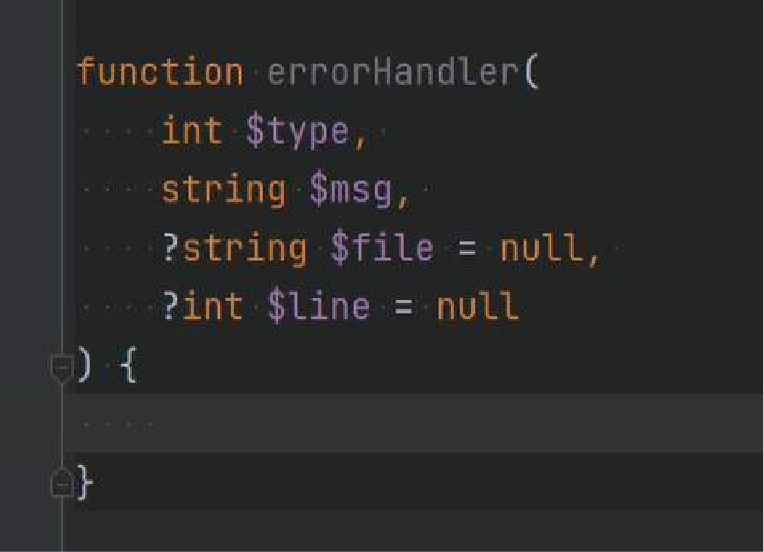 function errorHandler(
    int $type,
    string $msg,
    ?string $file = null,
    ?int $line = null
) {
}